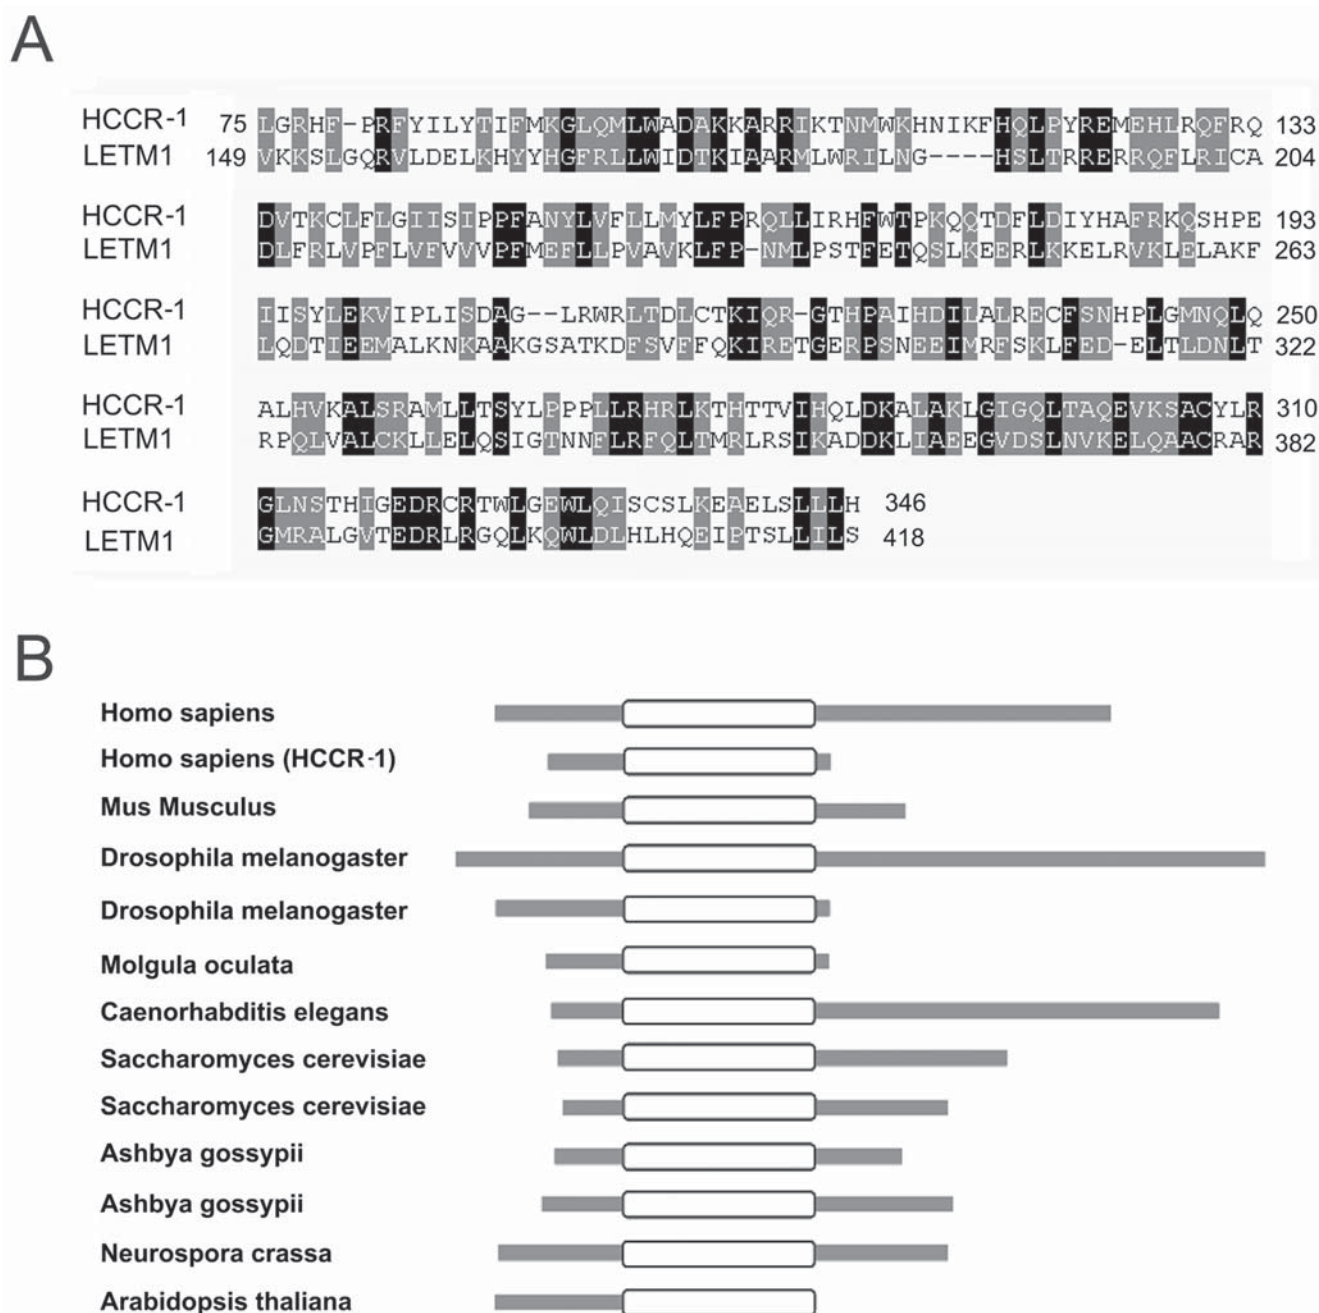 A
HCCR-1 75 LGRHF-PRFYILYTIFMKGLQMLWADAKKARRIKTNMWKHNIKFHQLPYREMEHLRQFRQ 133
LETM1 149 VKKSLGQRVLDELKHYYHGFRLLWIDTKIAARMLWRILNG----HSLTRRERRQFLRICA 204
HCCR-1 DVTKCLFLGIISIPPFANYLVFLLMYLFPRQLLIRHFWTPKQQTDFLDIYHAFRKQSHPE 193
LETM1 DLFRLVPFLVFVVVPFMEFLLPVAVKLFP-NMLPSTFETQSLKEERLKKELRVKLELAKF 263
HCCR-1 IISYLEKVIPLISDAG--LRWRLTDLCTKIQR-GTHPAIHDILALRECFSNHPLGMNQLQ 250
LETM1 LQDTIEEMALKNKAAKGSATKDFSVFFQKIRETGERPSNEEIMRFSKLFED-ELTLDNLT 322
HCCR-1 ALHVKALSRAMLLTSYLPPPLLRHRLKTHTTVIHQLDKALAKLGIGQLTAQEVKSACYLR 310
LETM1 RPQLVALCKLLELQSIGTNNFLRFQLTMRLRSIKADDKLIAEEGVDSLNVKELQAACRAR 382
HCCR-1 GLNSTHIGEDRCRTWLGEWLQISCSLKEAELSLLLH 346
LETM1 GMRALGVTEDRLRGQLKQWLDLHLHQEIPTSLLILS 418
B
Homo sapiens
Homo sapiens (HCCR-1)
Mus Musculus
Drosophila melanogaster
Drosophila melanogaster
Molgula oculata
Caenorhabditis elegans
Saccharomyces cerevisiae
Saccharomyces cerevisiae
Ashbya gossypii
Ashbya gossypii
Neurospora crassa
Arabidopsis thaliana